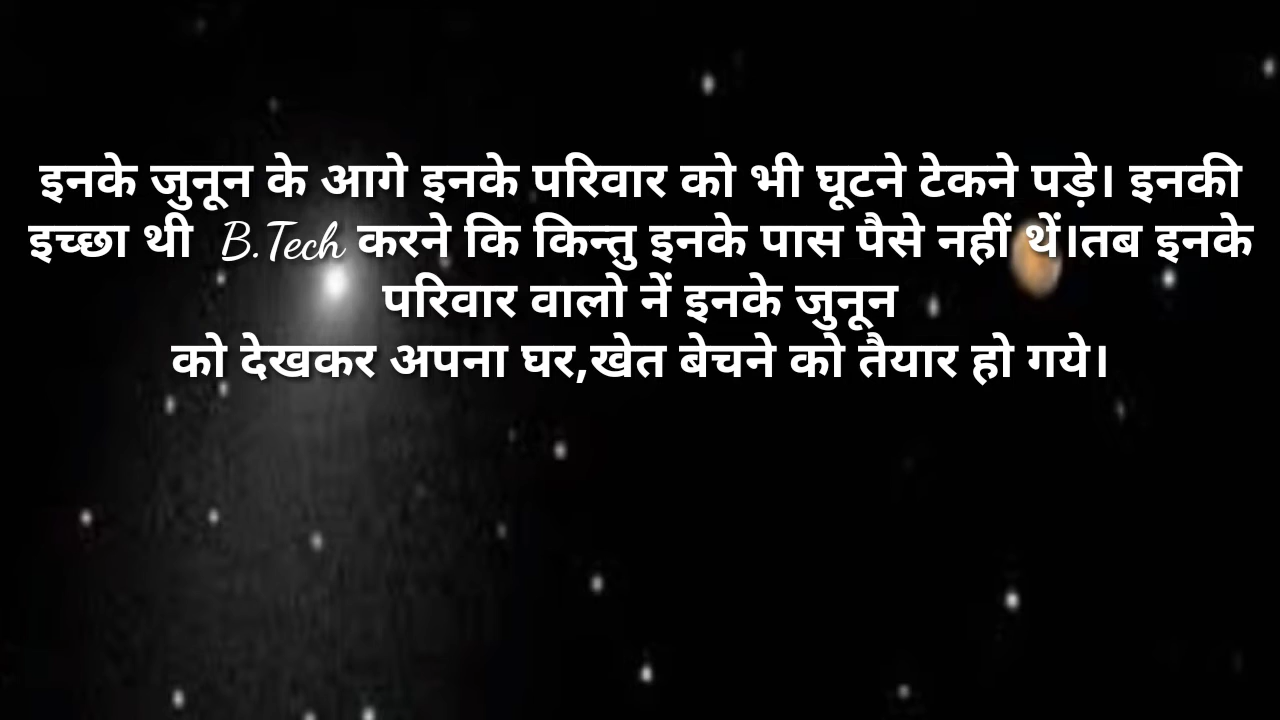 इनके जुनून के आगे इनके परिवार को भी घूटने टेकने पड़े। इनकी
इच्छा थी B.Tech करने कि किन्तु इनके पास पैसे नहीं थें।तब इनके
परिवार वालो नें इनके जुनून
को देखकर अपना घर,खेत बेचने को तैयार हो गये।